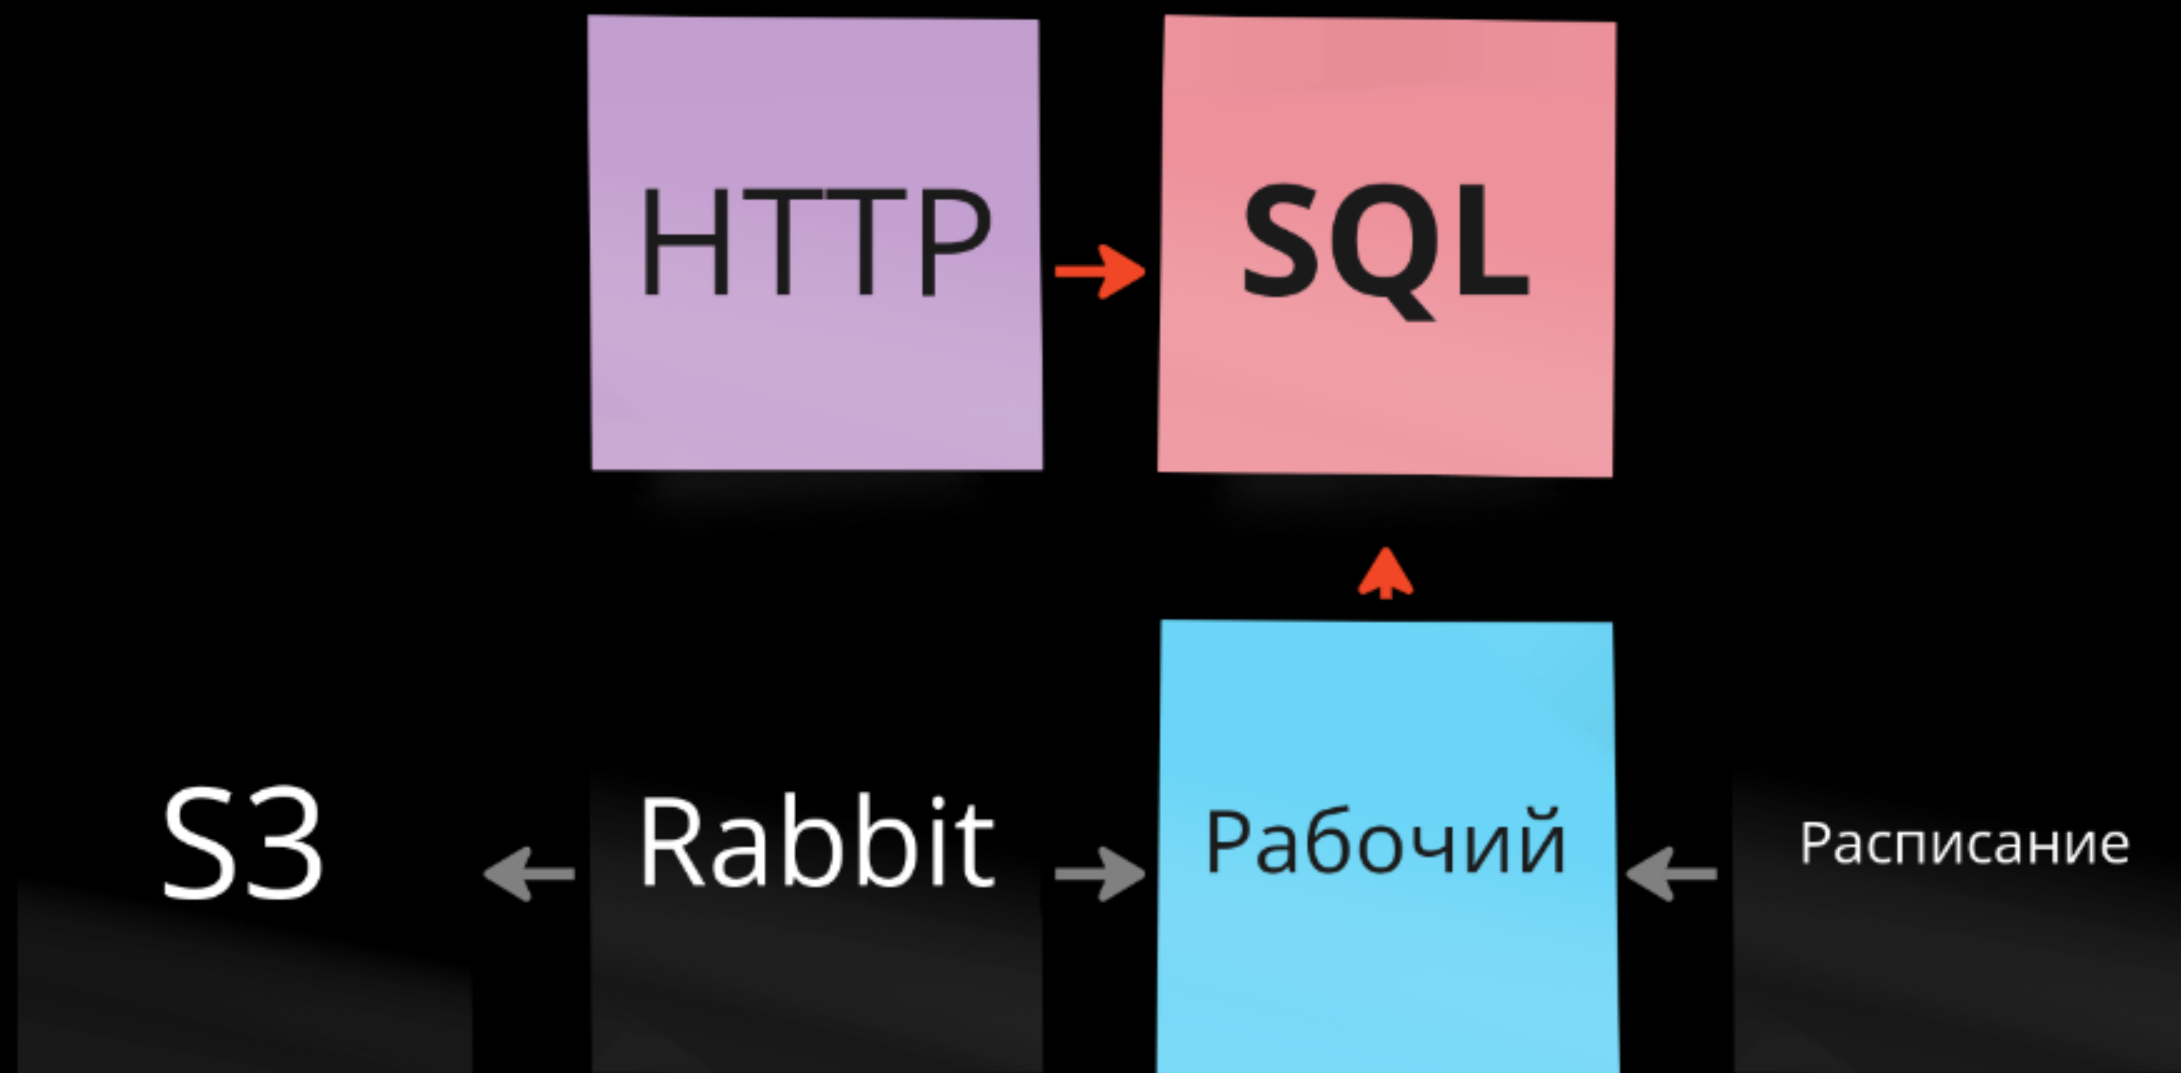 HTTP
SQL
S3
Rabbit
Рабочий
Расписание